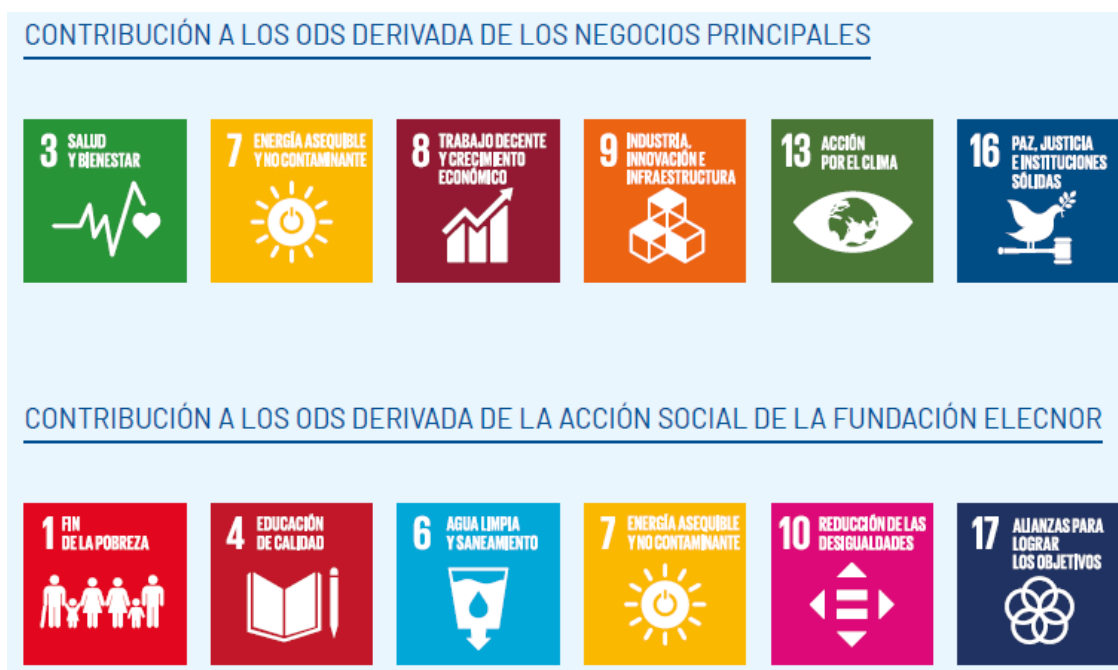 CONTRIBUCIÓN A LOS ODS DERIVADA DE LOS NEGOCIOS PRINCIPALES
3 SALUD
Y BIENESTAR
7 ENERGÍA ASEQUIBLE
Y NO CONTAMINANTE
8 TRABAJO DECENTE
Y CRECIMIENTO
ECONÓMICO
9 INDUSTRIA,
INNOVACIÓN E
INFRAESTRUCTURA
13 ACCIÓN
POR EL CLIMA
16 PAZ, JUSTICIA
E INSTITUCIONES
SÓLIDAS
CONTRIBUCIÓN A LOS ODS DERIVADA DE LA ACCIÓN SOCIAL DE LA FUNDACIÓN ELECNOR
1 FIN
DE LA POBREZA
4 EDUCACIÓN
DE CALIDAD
6 AGUA LIMPIA
Y SANEAMIENTO
7 ENERGÍA ASEQUIBLE
Y NO CONTAMINANTE
10 REDUCCIÓN DE LAS
DESIGUALDADES
17 ALIANZAS PARA
LOGRAR
LOS OBJETIVOS